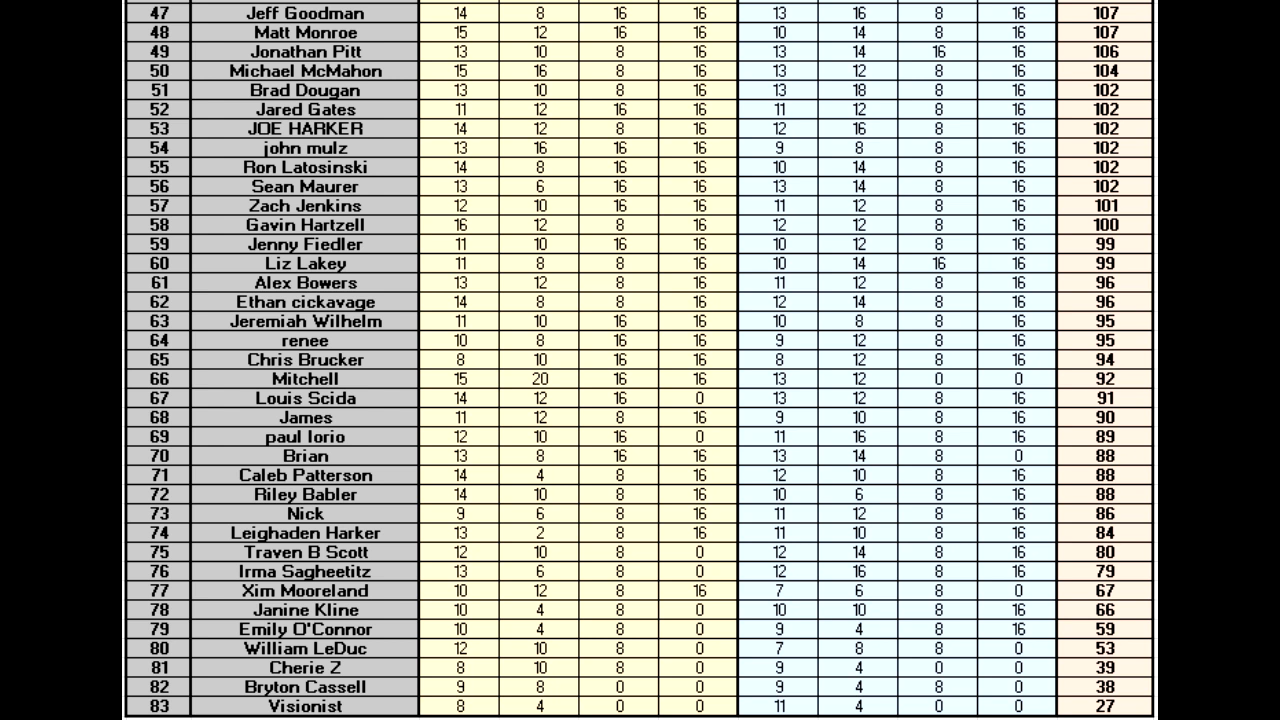 47 Jeff Goodman 14 8 16 16 13 16 8 16 107
48 Matt Monroe 15 12 16 16 10 14 8 16 107
49 Jonathan Pitt 13 10 8 16 13 14 16 16 106
50 Michael McMahon 15 16 8 16 13 12 8 16 104
51 Brad Dougan 13 10 8 16 13 18 8 16 102
52 Jared Gates 11 12 16 16 11 12 8 16 102
53 JOE HARKER 14 12 8 16 12 16 8 16 102
54 john mulz 13 16 16 16 9 8 8 16 102
55 Ron Latosinski 14 8 16 16 10 14 8 16 102
56 Sean Maurer 13 6 16 16 13 14 8 16 102
57 Zach Jenkins 12 10 16 16 11 12 8 16 101
58 Gavin Hartzell 16 12 8 16 12 12 8 16 100
59 Jenny Fiedler 11 10 16 16 10 12 8 16 99
60 Liz Lakey 11 8 8 16 10 14 16 16 99
61 Alex Bowers 13 12 8 16 11 12 8 16 96
62 Ethan cickavage 14 8 8 16 12 14 8 16 96
63 Jeremiah Wilhelm 11 10 16 16 10 8 8 16 95
64 renee 10 8 16 16 9 12 8 16 95
65 Chris Brucker 8 10 16 16 8 12 8 16 94
66 Mitchell 15 20 16 16 13 12 0 0 92
67 Louis Scida 14 12 16 0 13 12 8 16 91
68 James 11 12 8 16 9 10 8 16 90
69 paul Iorio 12 10 16 0 11 16 8 16 89
70 Brian 13 8 16 16 13 14 8 0 88
71 Caleb Patterson 14 4 8 16 12 10 8 16 88
72 Riley Babler 14 10 8 16 10 6 8 16 88
73 Nick 9 6 8 16 11 12 8 16 86
74 Leighaden Harker 13 2 8 16 11 10 8 16 84
75 Traven B Scott 12 10 8 0 12 14 8 16 80
76 Irma Sagheetitz 13 6 8 0 12 16 8 16 79
77 Xim Mooreland 10 12 8 16 7 6 8 0 67
78 Janine Kline 10 4 8 0 10 10 8 16 66
79 Emily O'Connor 10 4 8 0 9 4 8 16 59
80 William LeDuc 12 10 8 0 7 8 8 0 53
81 Cherie Z 8 10 8 0 9 4 0 0 39
82 Bryton Cassell 9 8 0 0 9 4 8 0 38
83 Visionist 8 4 0 0 11 4 0 0 27